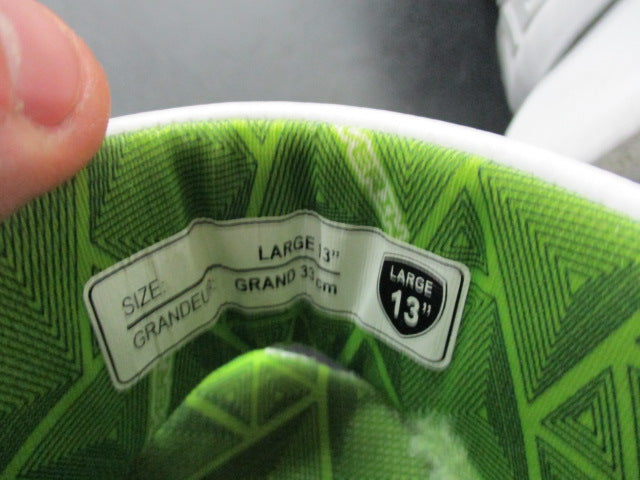 SIZE: LARGE 13"
GRANDEUR: GRAND 33 cm
LARGE
13"